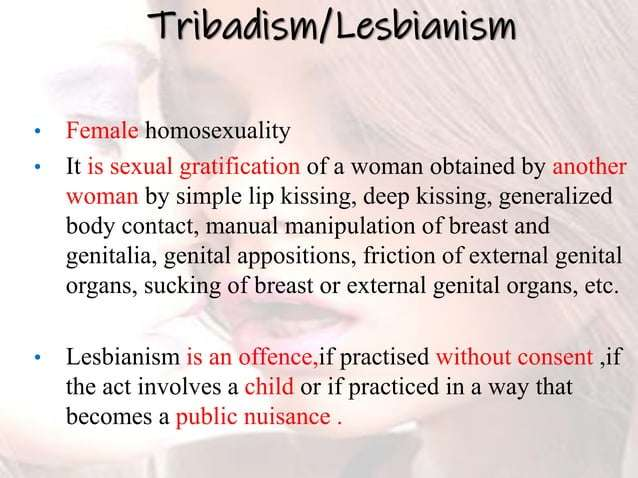 Tribadism/Lesbianism
• Female homosexuality
• It is sexual gratification of a woman obtained by another
woman by simple lip kissing, deep kissing, generalized
body contact, manual manipulation of breast and
genitalia, genital appositions, friction of external genital
organs, sucking of breast or external genital organs, etc.
• Lesbianism is an offence,if practised without consent ,if
the act involves a child or if practiced in a way that
becomes a public nuisance .